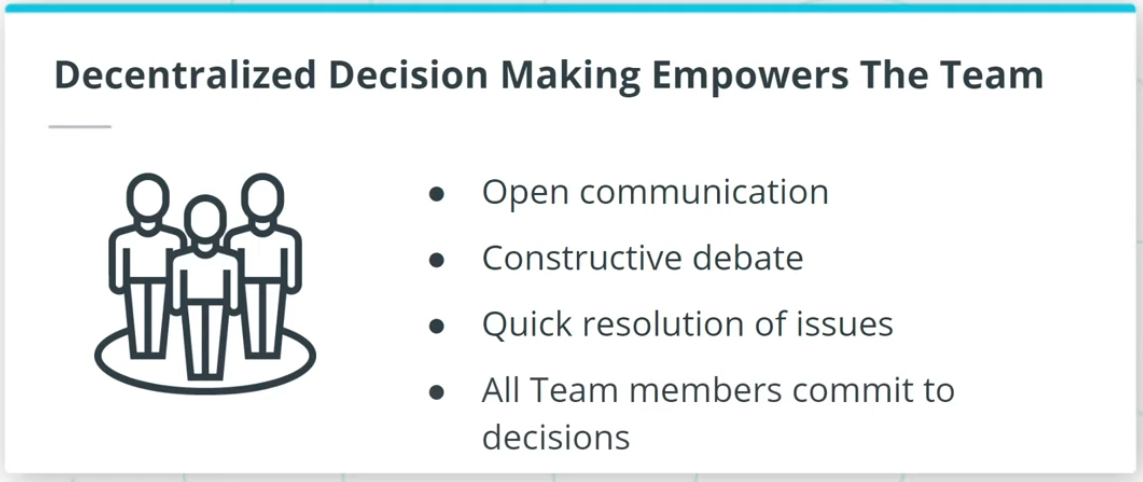 Decentralized Decision Making Empowers The Team
● Open communication
● Constructive debate
● Quick resolution of issues
● All Team members commit to
decisions